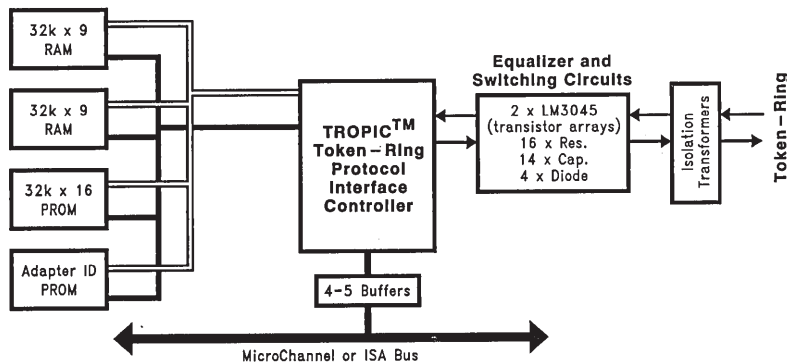 32k x 9
RAM
32k x 9
RAM
32k x 16
PROM
Adapter ID
PROM
TROPIC™
Token-Ring
Protocol
Interface
Controller
4-5 Buffers
MicroChannel or ISA Bus
Equalizer and
Switching Circuits
2 x LM3045
(transistor arrays)
16 x Res.
14 x Cap.
4 x Diode
Isolation
Transformers
Token-Ring